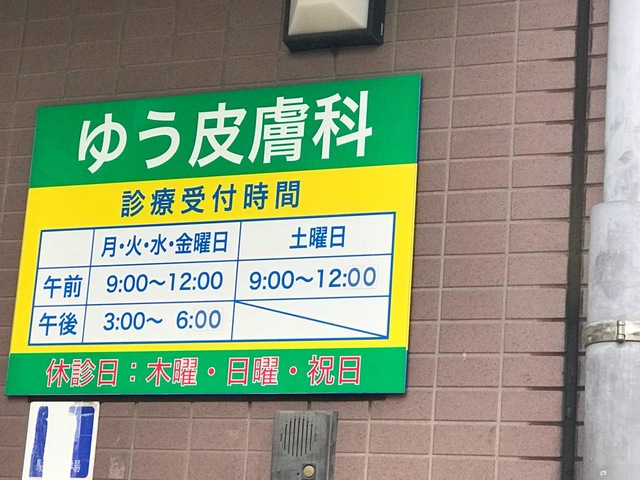 ゆう皮膚科
診療受付時間
月・火・水・金曜日 土曜日
午前 9:00〜12:00 9:00〜12:00
午後 3:00〜 6:00
休診日：木曜・日曜・祝日